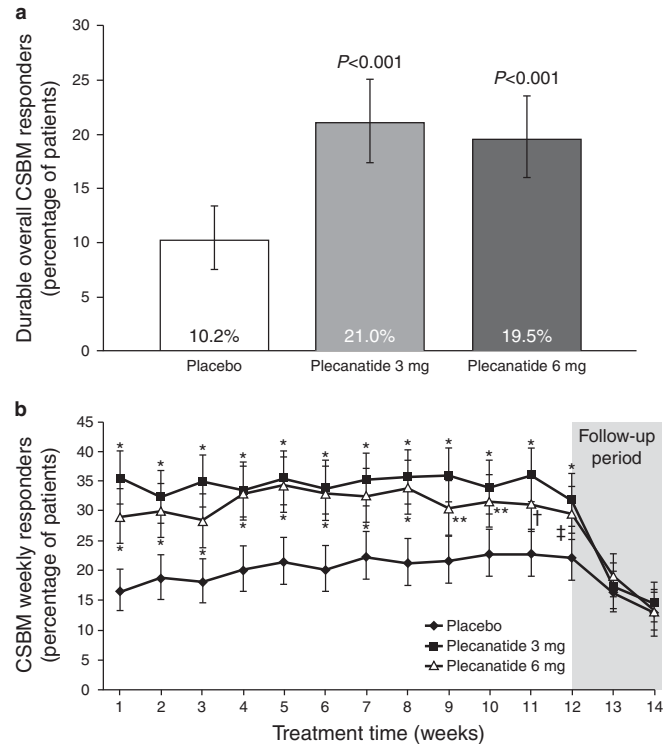 a
Durable overall CSBM responders
(percentage of patients)
30
25
20
15
10
5
0
P<0.001
P<0.001
10.2%
21.0%
19.5%
Placebo
Plecanatide 3 mg
Plecanatide 6 mg
b
CSBM weekly responders
(percentage of patients)
45
40
35
30
25
20
15
10
5
0
* * * * * * * * * * * *
* * * * * * * * ** ** † ‡
Follow-up
period
Placebo
Plecanatide 3 mg
Plecanatide 6 mg
1 2 3 4 5 6 7 8 9 10 11 12 13 14
Treatment time (weeks)